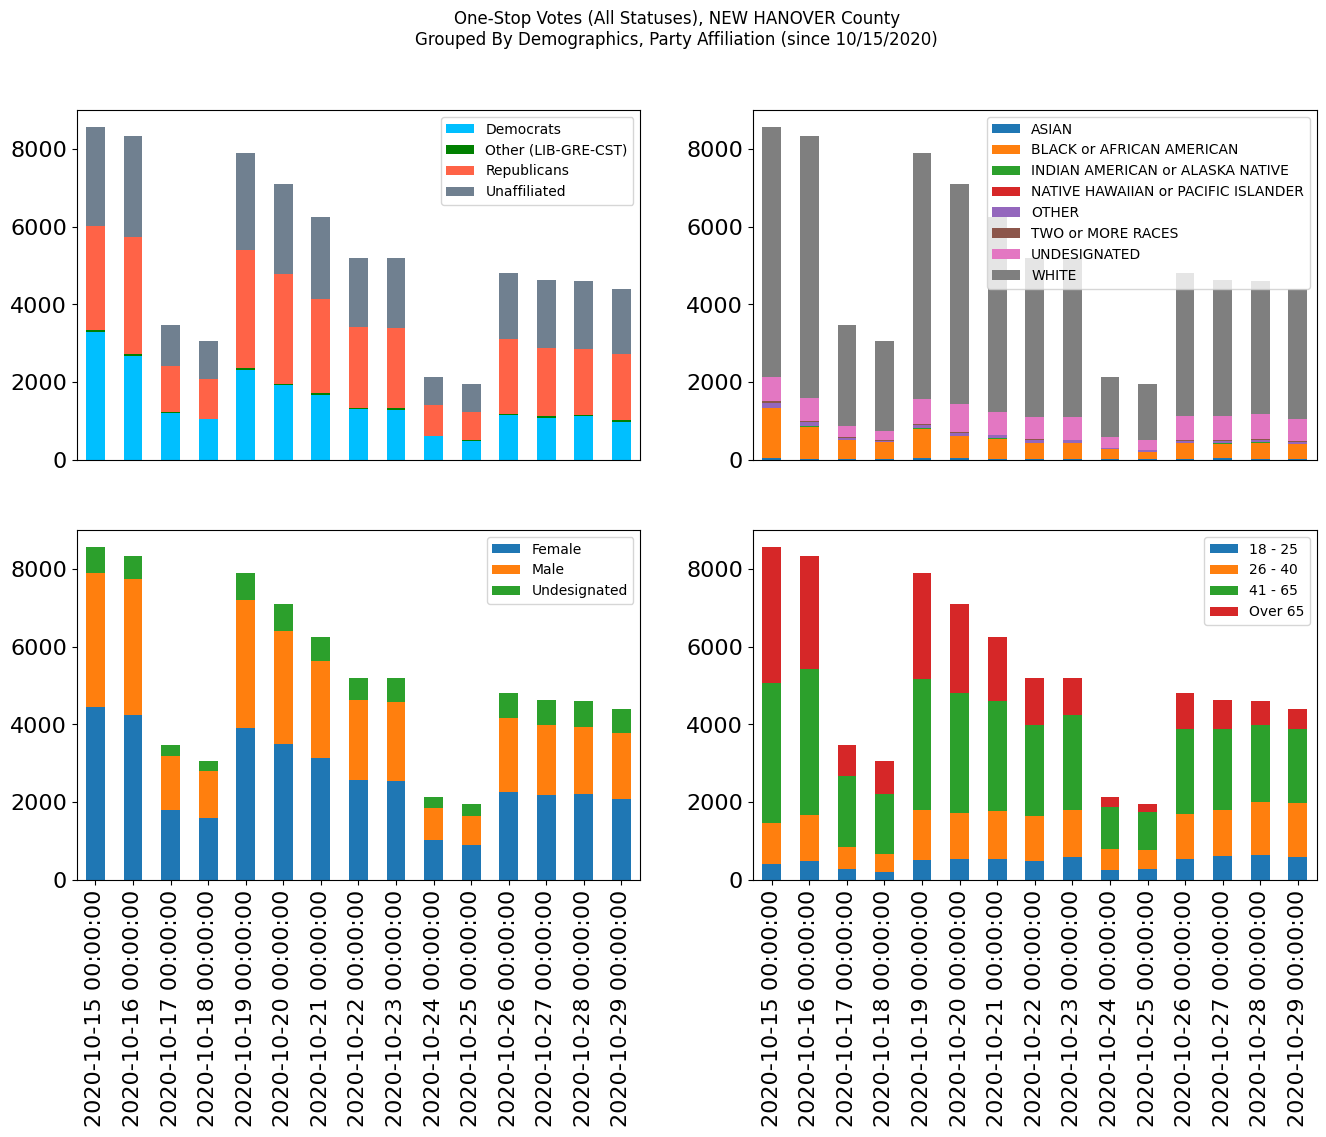 One-Stop Votes (All Statuses), NEW HANOVER County
Grouped By Demographics, Party Affiliation (since 10/15/2020)
8000
6000
4000
2000
0
Democrats
Other (LIB-GRE-CST)
Republicans
Unaffiliated
8000
6000
4000
2000
0
ASIAN
BLACK or AFRICAN AMERICAN
INDIAN AMERICAN or ALASKA NATIVE
NATIVE HAWAIIAN or PACIFIC ISLANDER
OTHER
TWO or MORE RACES
UNDESIGNATED
WHITE
8000
6000
4000
2000
0
Female
Male
Undesignated
2020-10-15 00:00:00
2020-10-16 00:00:00
2020-10-17 00:00:00
2020-10-18 00:00:00
2020-10-19 00:00:00
2020-10-20 00:00:00
2020-10-21 00:00:00
2020-10-22 00:00:00
2020-10-23 00:00:00
2020-10-24 00:00:00
2020-10-25 00:00:00
2020-10-26 00:00:00
2020-10-27 00:00:00
2020-10-28 00:00:00
2020-10-29 00:00:00
8000
6000
4000
2000
0
18 - 25
26 - 40
41 - 65
Over 65
2020-10-15 00:00:00
2020-10-16 00:00:00
2020-10-17 00:00:00
2020-10-18 00:00:00
2020-10-19 00:00:00
2020-10-20 00:00:00
2020-10-21 00:00:00
2020-10-22 00:00:00
2020-10-23 00:00:00
2020-10-24 00:00:00
2020-10-25 00:00:00
2020-10-26 00:00:00
2020-10-27 00:00:00
2020-10-28 00:00:00
2020-10-29 00:00:00